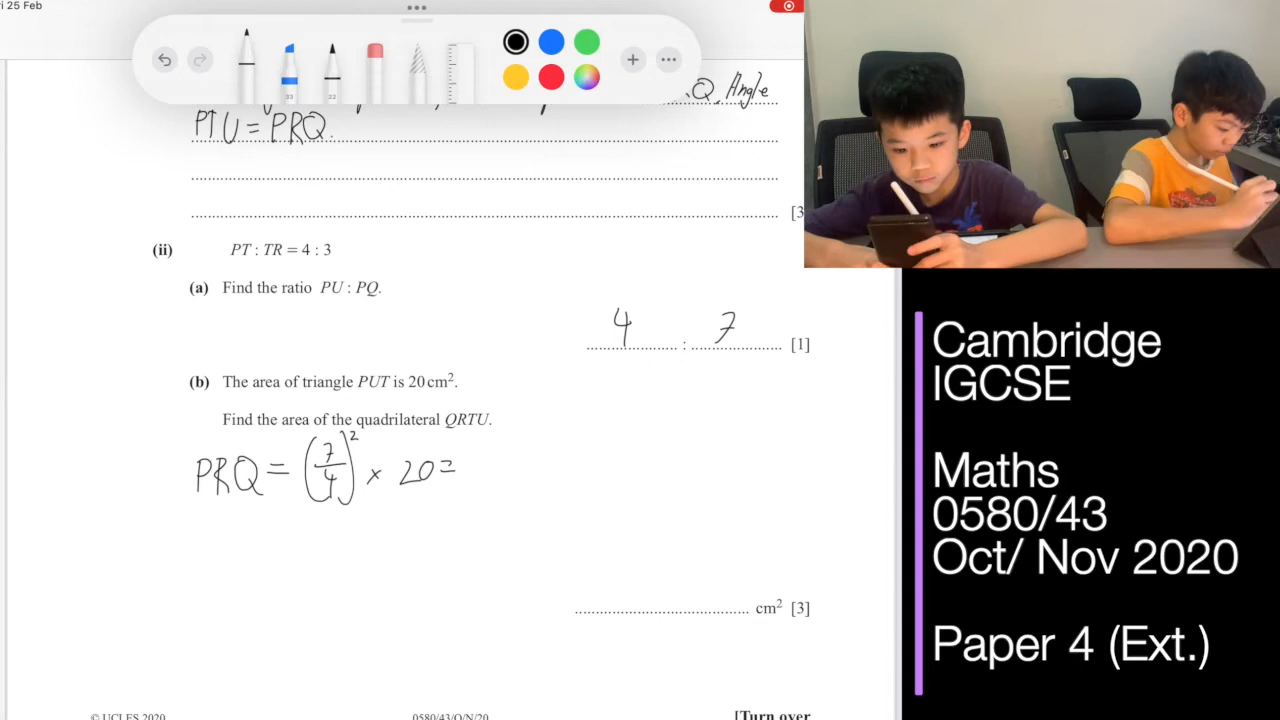 ri 25 Feb
33
22
Q, Angle
PTU = PRQ.
[3
(ii) PT : TR = 4 : 3
(a) Find the ratio PU : PQ.
4 : 7 [1]
(b) The area of triangle PUT is 20 cm².
Find the area of the quadrilateral QRTU.
PRQ = (7/4)² × 20 =
cm² [3]
© UCLES 2020 0580/43/O/N/20 [Turn over
Cambridge
IGCSE
Maths
0580/43
Oct/ Nov 2020
Paper 4 (Ext.)